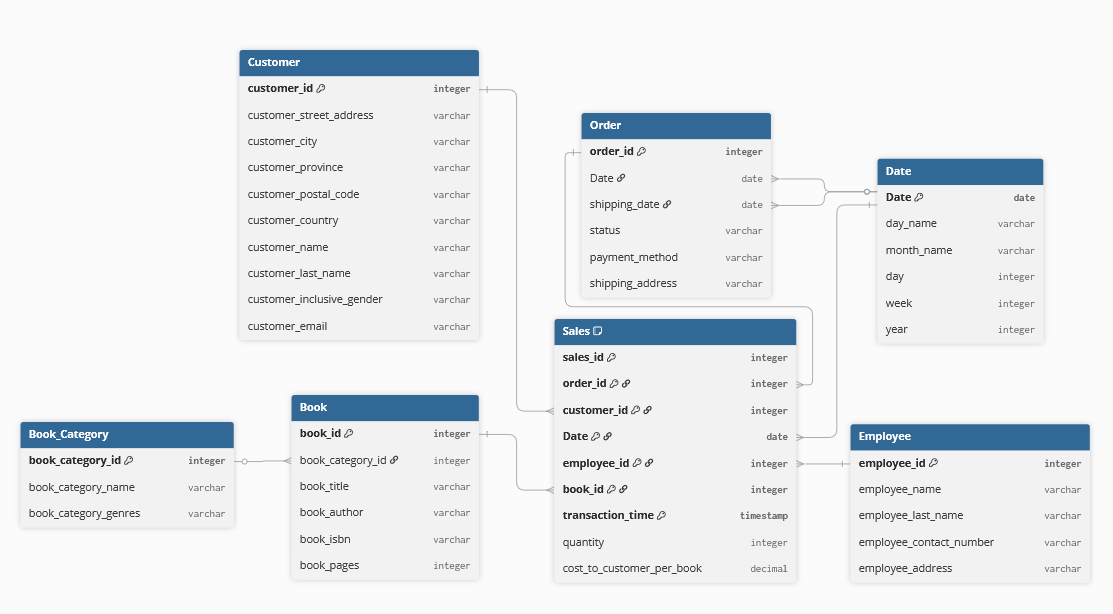 Customer
customer_id integer
customer_street_address varchar
customer_city varchar
customer_province varchar
customer_postal_code varchar
customer_country varchar
customer_name varchar
customer_last_name varchar
customer_inclusive_gender varchar
customer_email varchar
Order
order_id integer
Date date
shipping_date date
status varchar
payment_method varchar
shipping_address varchar
Date
Date date
day_name varchar
month_name varchar
day integer
week integer
year integer
Sales
sales_id integer
order_id integer
customer_id integer
Date date
employee_id integer
book_id integer
transaction_time timestamp
quantity integer
cost_to_customer_per_book decimal
Book_Category
book_category_id integer
book_category_name varchar
book_category_genres varchar
Book
book_id integer
book_category_id integer
book_title varchar
book_author varchar
book_isbn varchar
book_pages integer
Employee
employee_id integer
employee_name varchar
employee_last_name varchar
employee_contact_number varchar
employee_address varchar